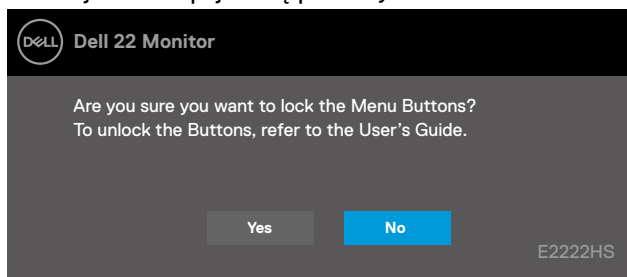 DELL Dell 22 Monitor
Are you sure you want to lock the Menu Buttons?
To unlock the Buttons, refer to the User's Guide.
Yes No
E2222HS